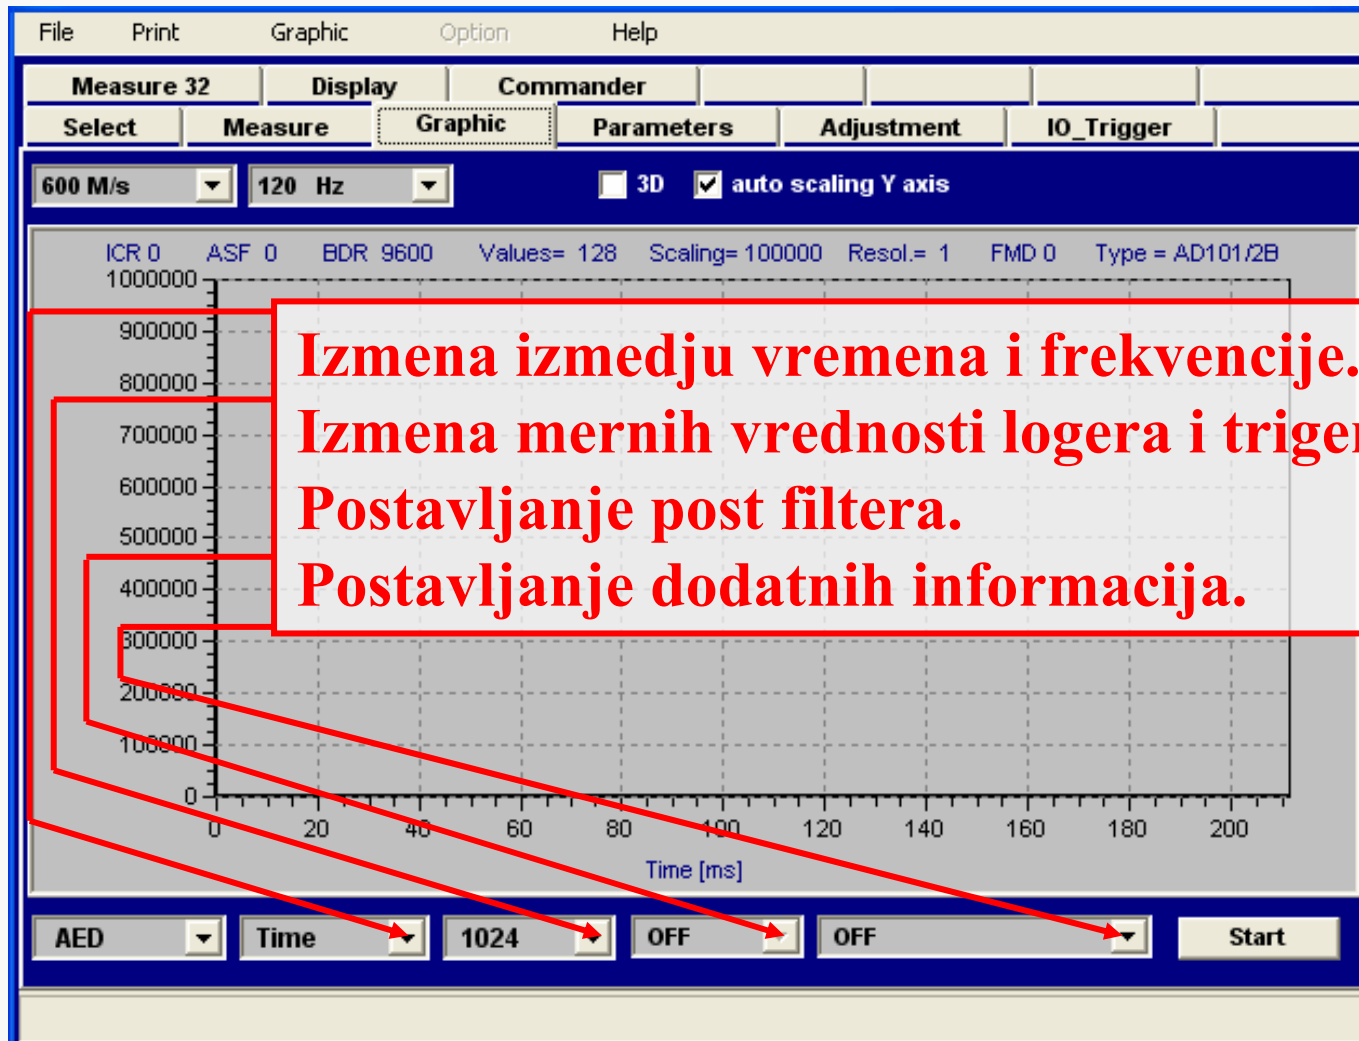 File Print Graphic Option Help
Measure 32 Display Commander
Select Measure Graphic Parameters Adjustment IO_Trigger
600 M/s 120 Hz 3D auto scaling Y axis
ICR 0 ASF 0 BDR 9600 Values= 128 Scaling= 100000 Resol.= 1 FMD 0 Type = AD101/2B
1000000
900000
Izmena izmedju vremena i frekvencije.
800000
700000
Izmena mernih vrednosti logera i triger
600000
Postavljanje post filtera.
500000
400000
Postavljanje dodatnih informacija.
300000
200000
100000
0
0 20 40 60 80 100 120 140 160 180 200
Time [ms]
AED Time 1024 OFF OFF Start